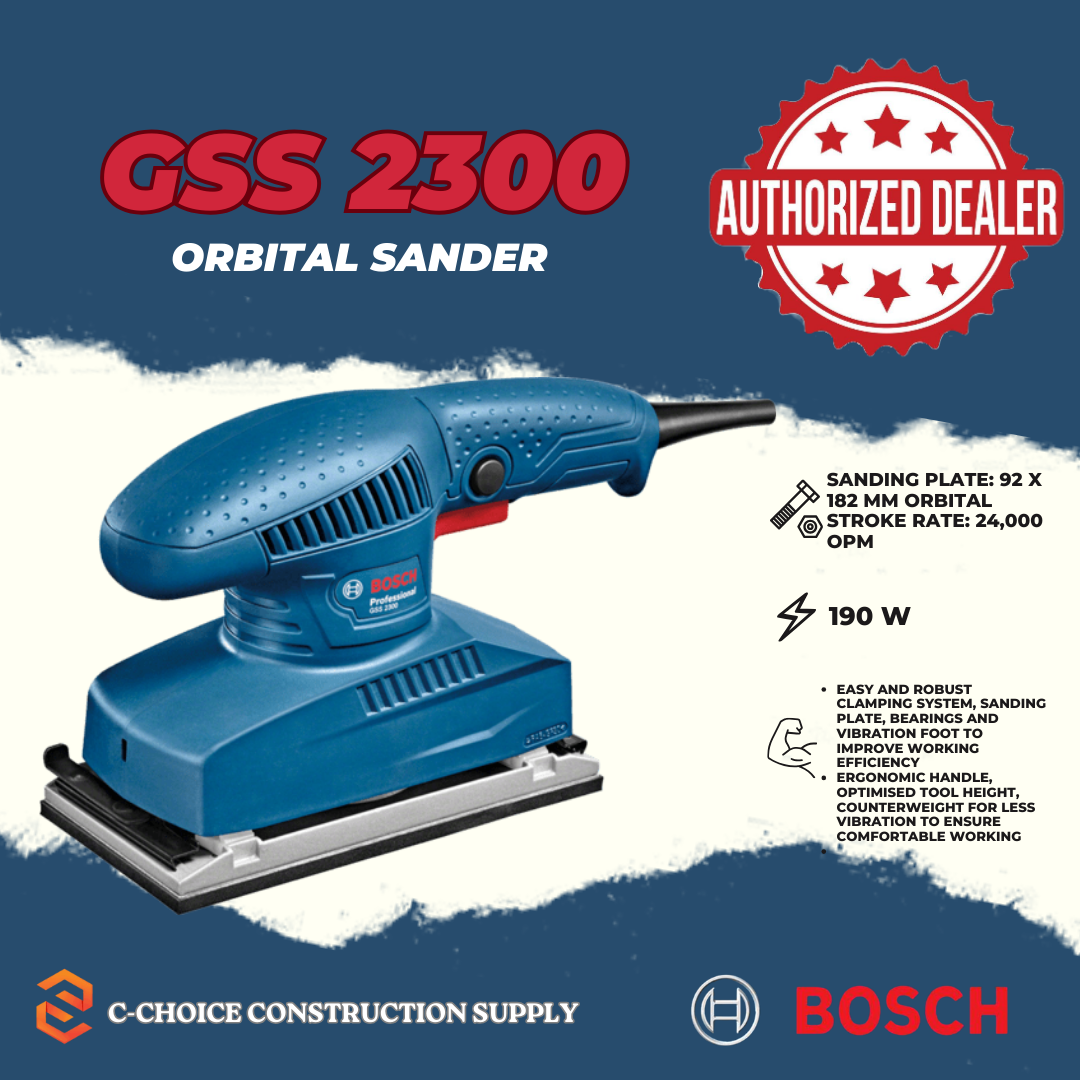 GSS 2300
ORBITAL SANDER
AUTHORIZED DEALER
SANDING PLATE: 92 X
182 MM ORBITAL
STROKE RATE: 24,000
OPM
190 W
BOSCH
Professional
GSS 2300
• EASY AND ROBUST
CLAMPING SYSTEM, SANDING
PLATE, BEARINGS AND
VIBRATION FOOT TO
IMPROVE WORKING
EFFICIENCY
• ERGONOMIC HANDLE,
OPTIMISED TOOL HEIGHT,
COUNTERWEIGHT FOR LESS
VIBRATION TO ENSURE
COMFORTABLE WORKING
C-CHOICE CONSTRUCTION SUPPLY
BOSCH